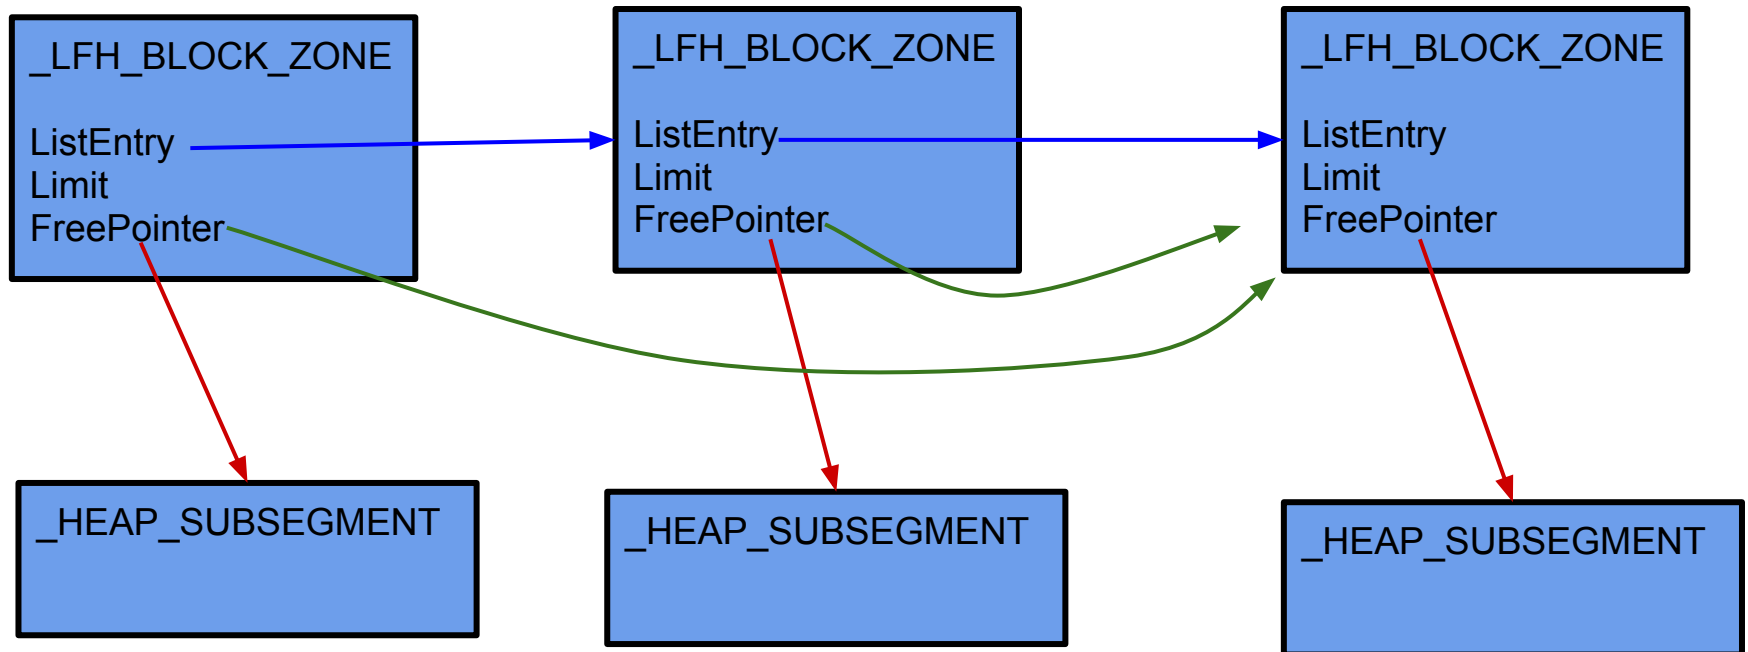 _LFH_BLOCK_ZONE
ListEntry
Limit
FreePointer
_LFH_BLOCK_ZONE
ListEntry
Limit
FreePointer
_LFH_BLOCK_ZONE
ListEntry
Limit
FreePointer
_HEAP_SUBSEGMENT
_HEAP_SUBSEGMENT
_HEAP_SUBSEGMENT